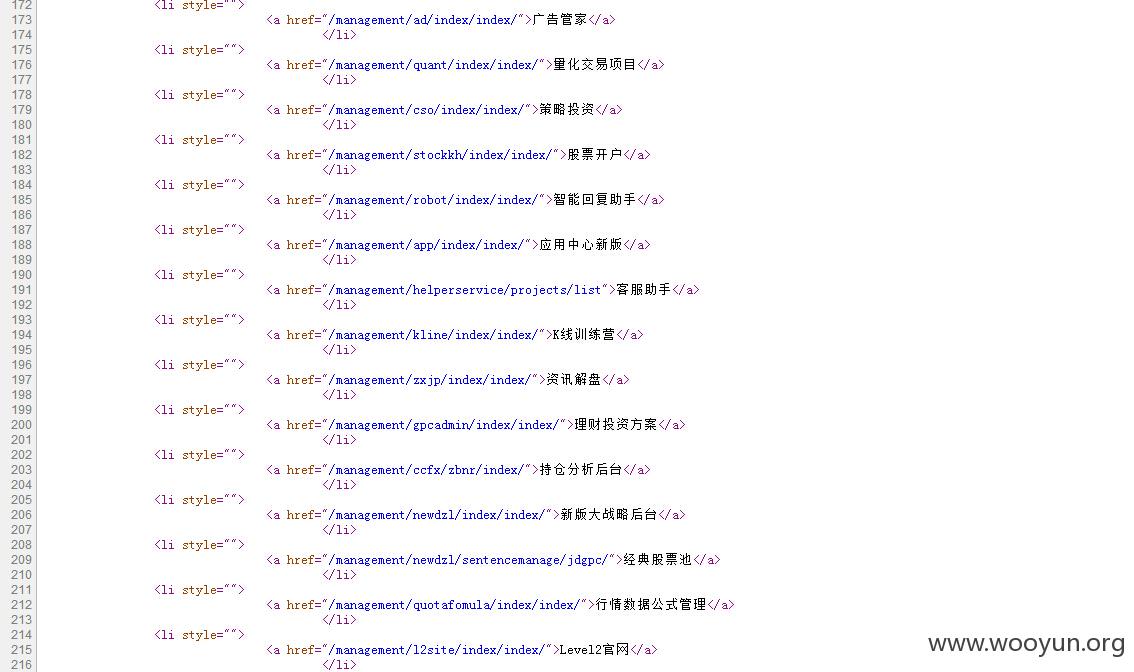 172 <li style="">
173 <a href="/management/ad/index/index/">广告管家</a>
174 </li>
175 <li style="">
176 <a href="/management/quant/index/index/">量化交易项目</a>
177 </li>
178 <li style="">
179 <a href="/management/cso/index/index/">策略投资</a>
180 </li>
181 <li style="">
182 <a href="/management/stockkh/index/index/">股票开户</a>
183 </li>
184 <li style="">
185 <a href="/management/robot/index/index/">智能回复助手</a>
186 </li>
187 <li style="">
188 <a href="/management/app/index/index/">应用中心新版</a>
189 </li>
190 <li style="">
191 <a href="/management/helperservice/projects/list">客服助手</a>
192 </li>
193 <li style="">
194 <a href="/management/kline/index/index/">K线训练营</a>
195 </li>
196 <li style="">
197 <a href="/management/zxjp/index/index/">资讯解盘</a>
198 </li>
199 <li style="">
200 <a href="/management/gpcadmin/index/index/">理财投资方案</a>
201 </li>
202 <li style="">
203 <a href="/management/ccfx/zbnr/index/">持仓分析后台</a>
204 </li>
205 <li style="">
206 <a href="/management/newdzl/index/index/">新版大战略后台</a>
207 </li>
208 <li style="">
209 <a href="/management/newdzl/sentencemanage/jdgpc/">经典股票池</a>
210 </li>
211 <li style="">
212 <a href="/management/quotafomula/index/index/">行情数据公式管理</a>
213 </li>
214 <li style="">
215 <a href="/management/l2site/index/index/">Level2官网</a>
216 </li>
www.wooyun.org